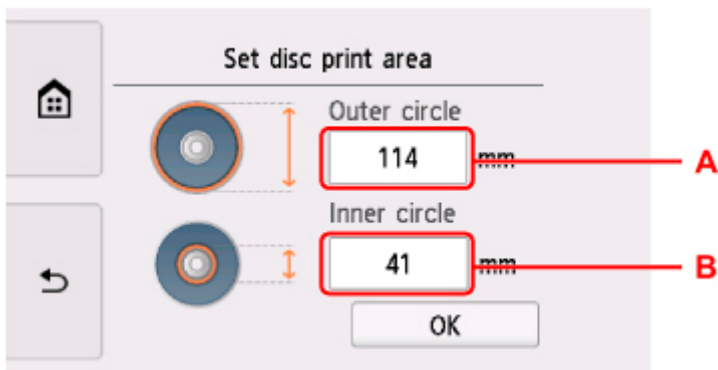 Set disc print area
Outer circle
114 mm A
Inner circle
41 mm B
OK